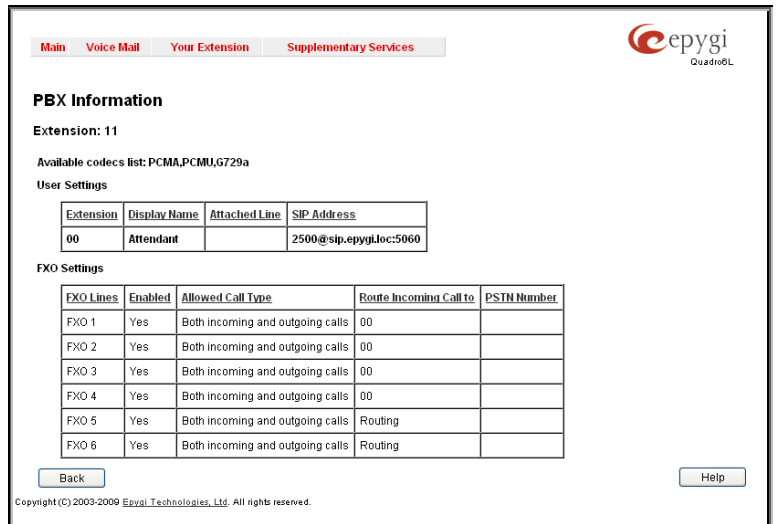 Main Voice Mail Your Extension Supplementary Services
epygi
Quadro6L
PBX Information
Extension: 11
Available codecs list: PCMA,PCMU,G729a
User Settings
Extension Display Name Attached Line SIP Address
00 Attendant 2500@sip.epygi.loc:5060
FXO Settings
FXO Lines Enabled Allowed Call Type Route Incoming Call to PSTN Number
FXO 1 Yes Both incoming and outgoing calls 00
FXO 2 Yes Both incoming and outgoing calls 00
FXO 3 Yes Both incoming and outgoing calls 00
FXO 4 Yes Both incoming and outgoing calls 00
FXO 5 Yes Both incoming and outgoing calls Routing
FXO 6 Yes Both incoming and outgoing calls Routing
Back Help
Copyright (C) 2003-2009 Epygi Technologies, Ltd. All rights reserved.